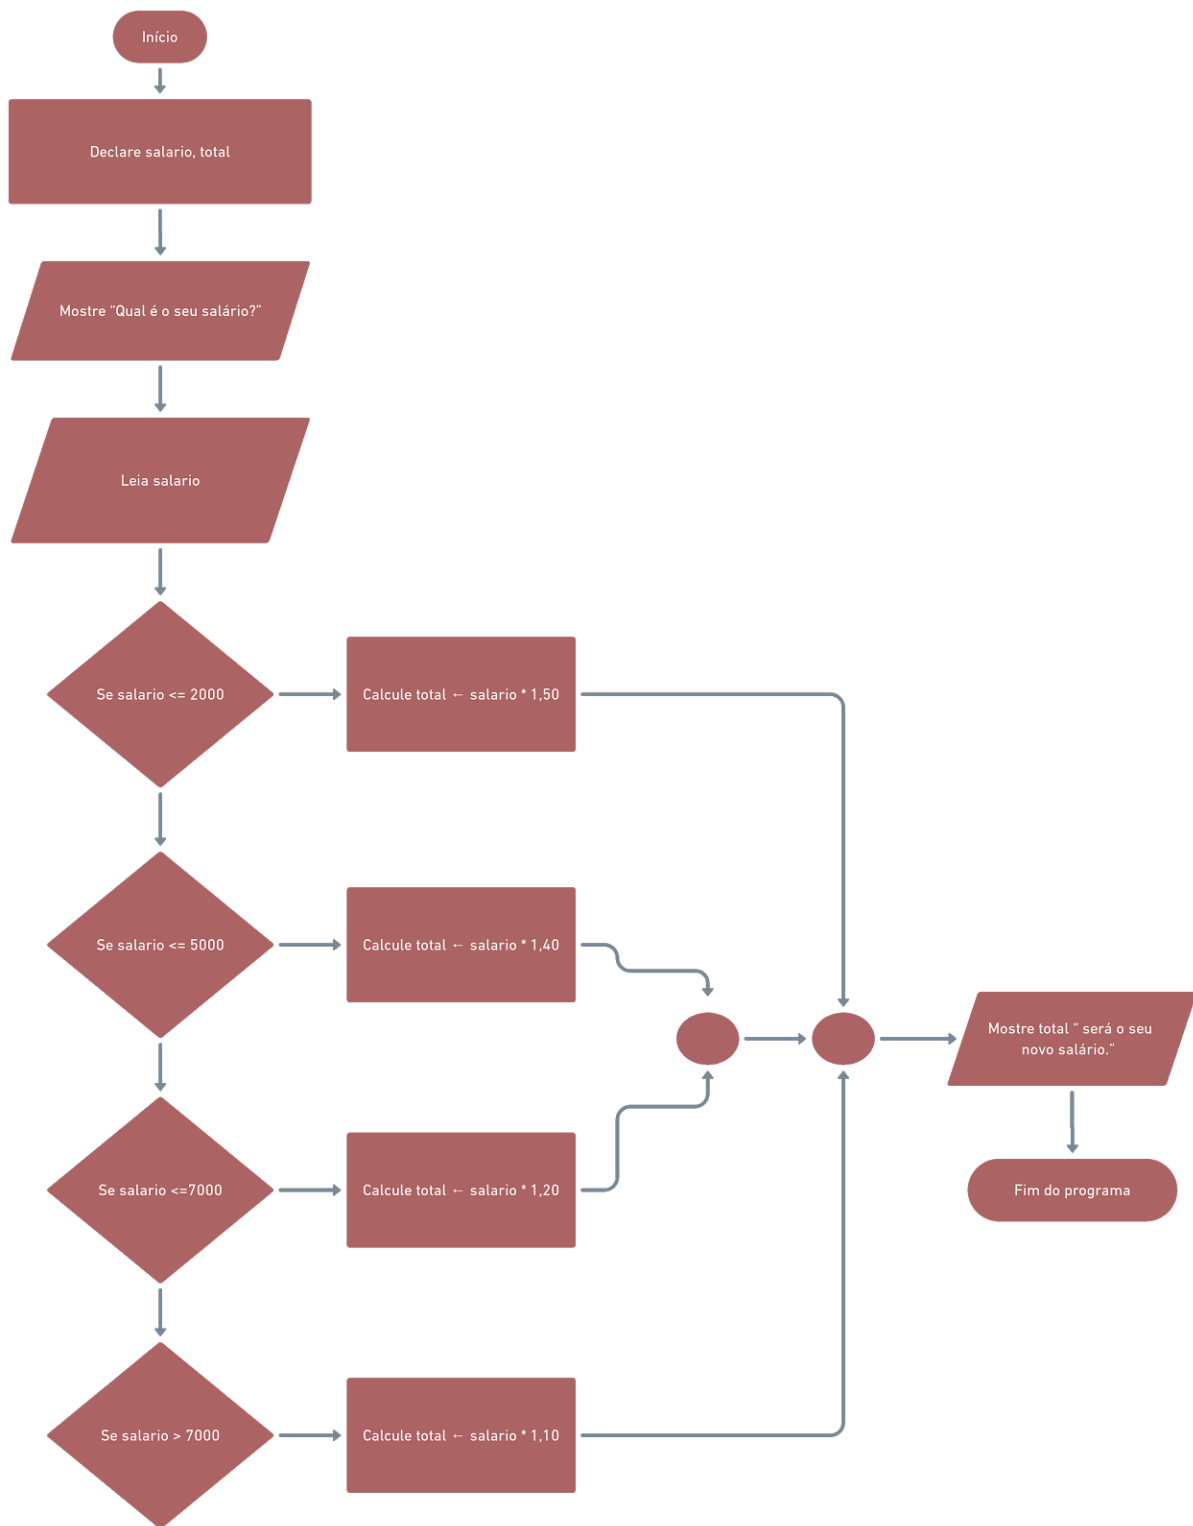 Início
Declare salario, total
Mostre "Qual é o seu salário?"
Leia salario
Se salario <= 2000
Calcule total ← salario * 1,50
Se salario <= 5000
Calcule total ← salario * 1,40
Se salario <=7000
Calcule total ← salario * 1,20
Se salario > 7000
Calcule total ← salario * 1,10
Mostre total " será o seu
novo salário."
Fim do programa